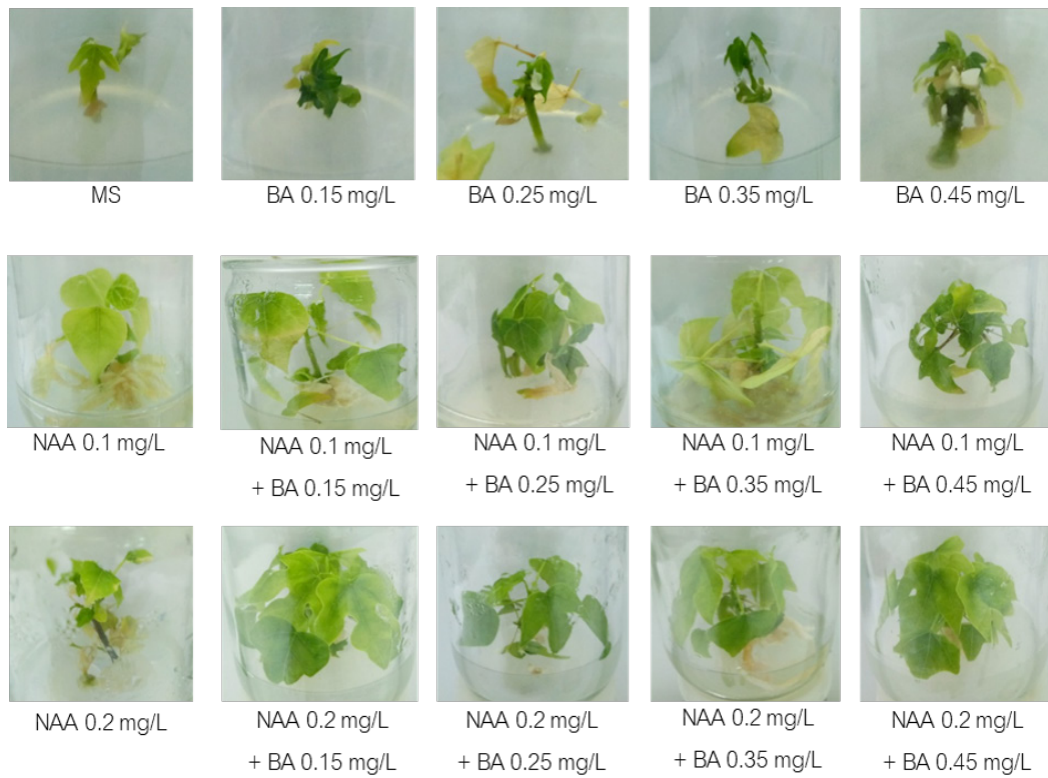 MS
BA 0.15 mg/L
BA 0.25 mg/L
BA 0.35 mg/L
BA 0.45 mg/L
NAA 0.1 mg/L
NAA 0.1 mg/L
+ BA 0.15 mg/L
NAA 0.1 mg/L
+ BA 0.25 mg/L
NAA 0.1 mg/L
+ BA 0.35 mg/L
NAA 0.1 mg/L
+ BA 0.45 mg/L
NAA 0.2 mg/L
NAA 0.2 mg/L
+ BA 0.15 mg/L
NAA 0.2 mg/L
+ BA 0.25 mg/L
NAA 0.2 mg/L
+ BA 0.35 mg/L
NAA 0.2 mg/L
+ BA 0.45 mg/L